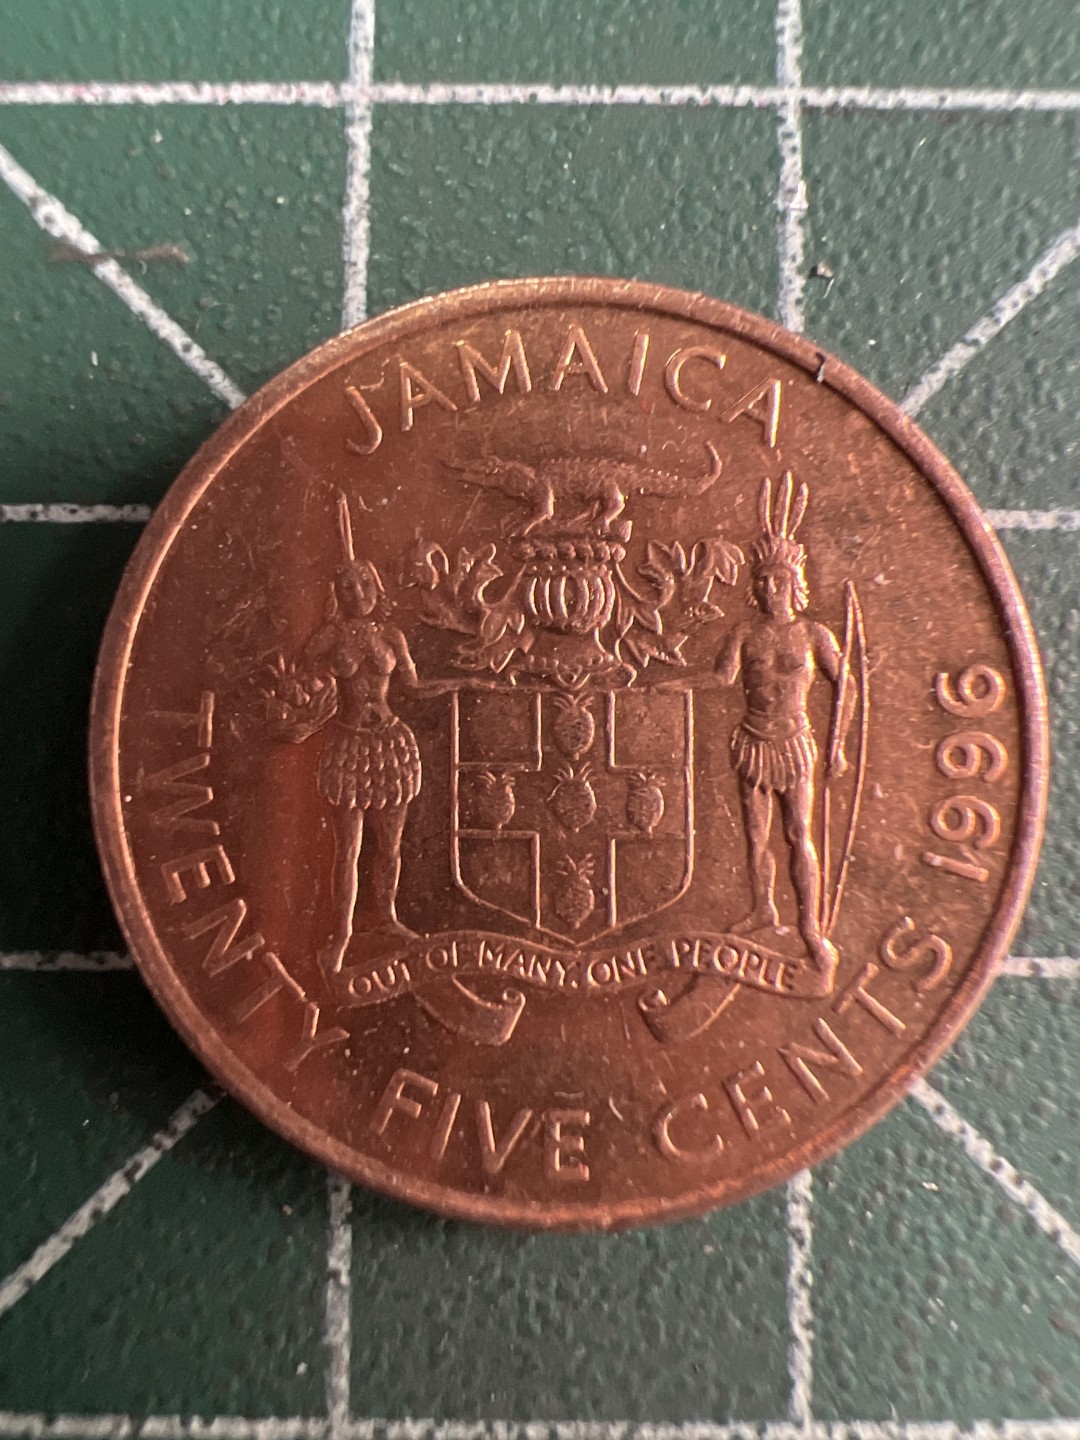 JAMAICA
OUT OF MANY, ONE PEOPLE
TWENTY FIVE CENTS 1996